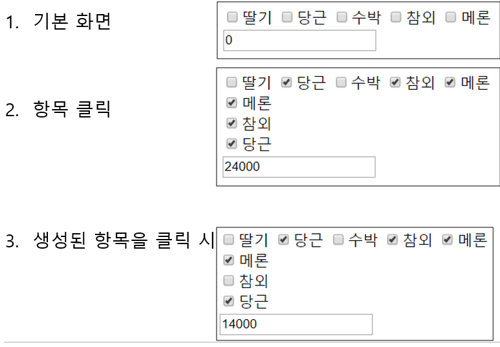 1. 기본 화면
딸기 당근 수박 참외 메론
0
2. 항목 클릭
딸기 당근 수박 참외 메론
메론
참외
당근
24000
3. 생성된 항목을 클릭 시
딸기 당근 수박 참외 메론
메론
참외
당근
14000